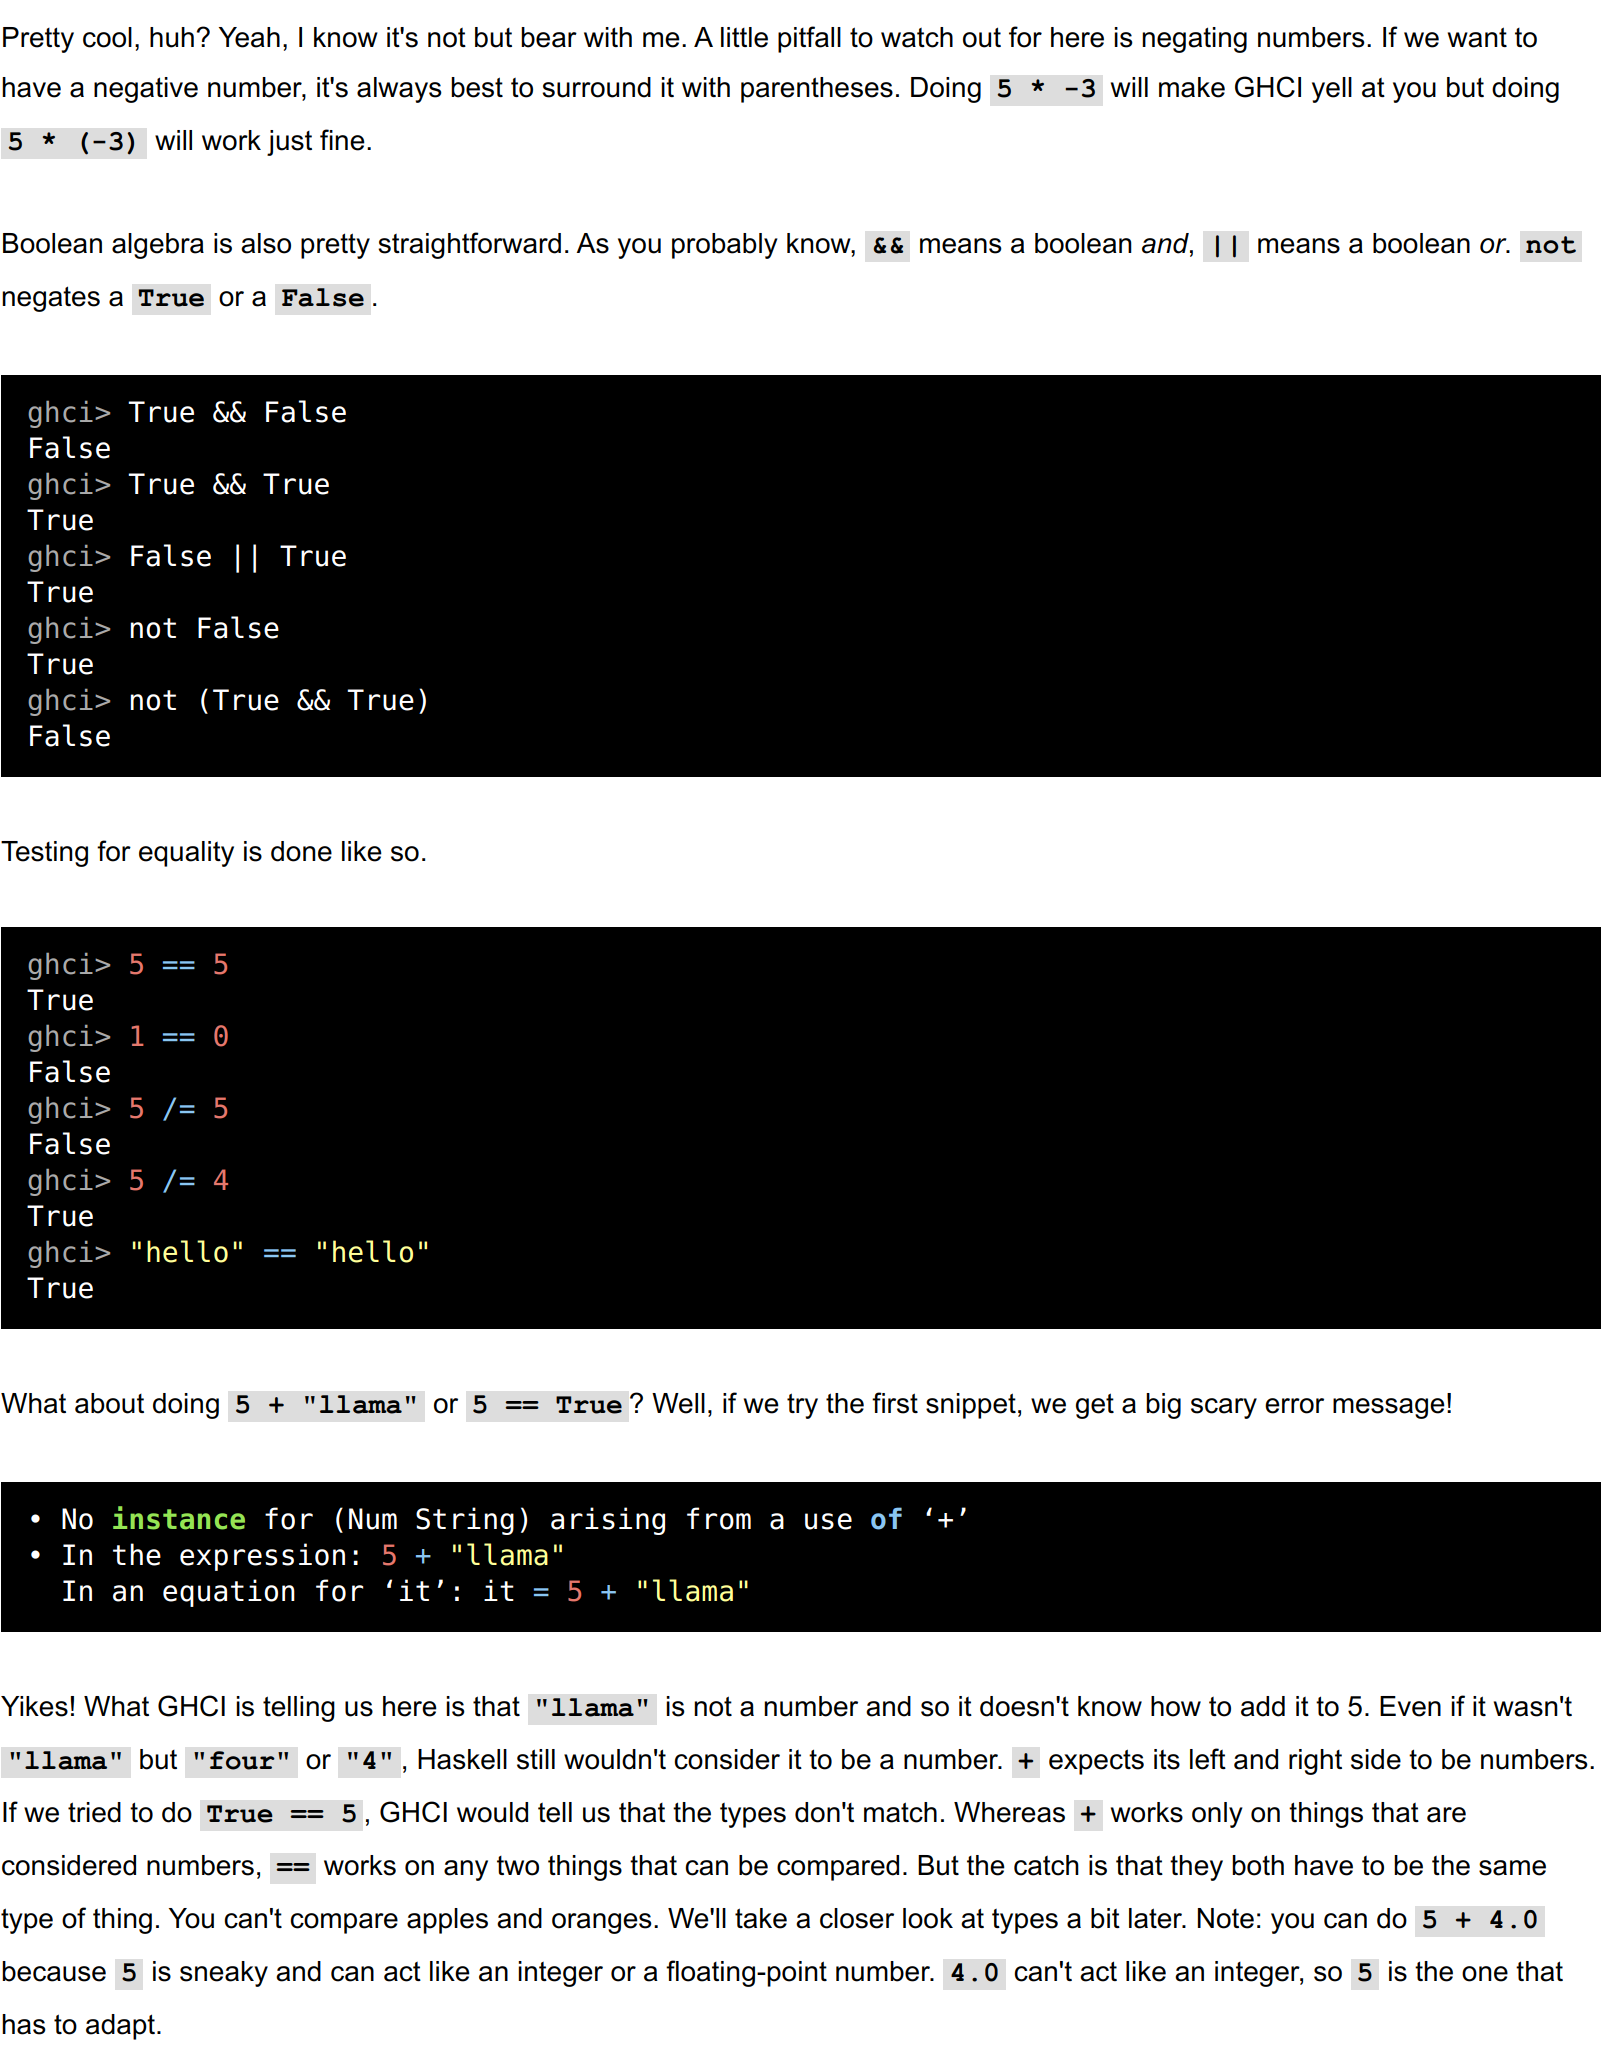 Pretty cool, huh? Yeah, I know it's not but bear with me. A little pitfall to watch out for here is negating numbers. If we want to
have a negative number, it's always best to surround it with parentheses. Doing 5 * -3 will make GHCI yell at you but doing
5 * (-3) will work just fine.
Boolean algebra is also pretty straightforward. As you probably know, && means a boolean and, || means a boolean or. not
negates a True or a False.
ghci> True && False
False
ghci> True && True
True
ghci> False || True
True
ghci> not False
True
ghci> not (True && True)
False
Testing for equality is done like so.
ghci> 5 == 5
True
ghci> 1 == 0
False
ghci> 5 /= 5
False
ghci> 5 /= 4
True
ghci> "hello" == "hello"
True
What about doing 5 + "llama" or 5 == True? Well, if we try the first snippet, we get a big scary error message!
• No instance for (Num String) arising from a use of ‘+’
• In the expression: 5 + "llama"
In an equation for ‘it’: it = 5 + "llama"
Yikes! What GHCI is telling us here is that "llama" is not a number and so it doesn't know how to add it to 5. Even if it wasn't
"llama" but "four" or "4", Haskell still wouldn't consider it to be a number. + expects its left and right side to be numbers.
If we tried to do True == 5, GHCI would tell us that the types don't match. Whereas + works only on things that are
considered numbers, == works on any two things that can be compared. But the catch is that they both have to be the same
type of thing. You can't compare apples and oranges. We'll take a closer look at types a bit later. Note: you can do 5 + 4.0
because 5 is sneaky and can act like an integer or a floating-point number. 4.0 can't act like an integer, so 5 is the one that
has to adapt.